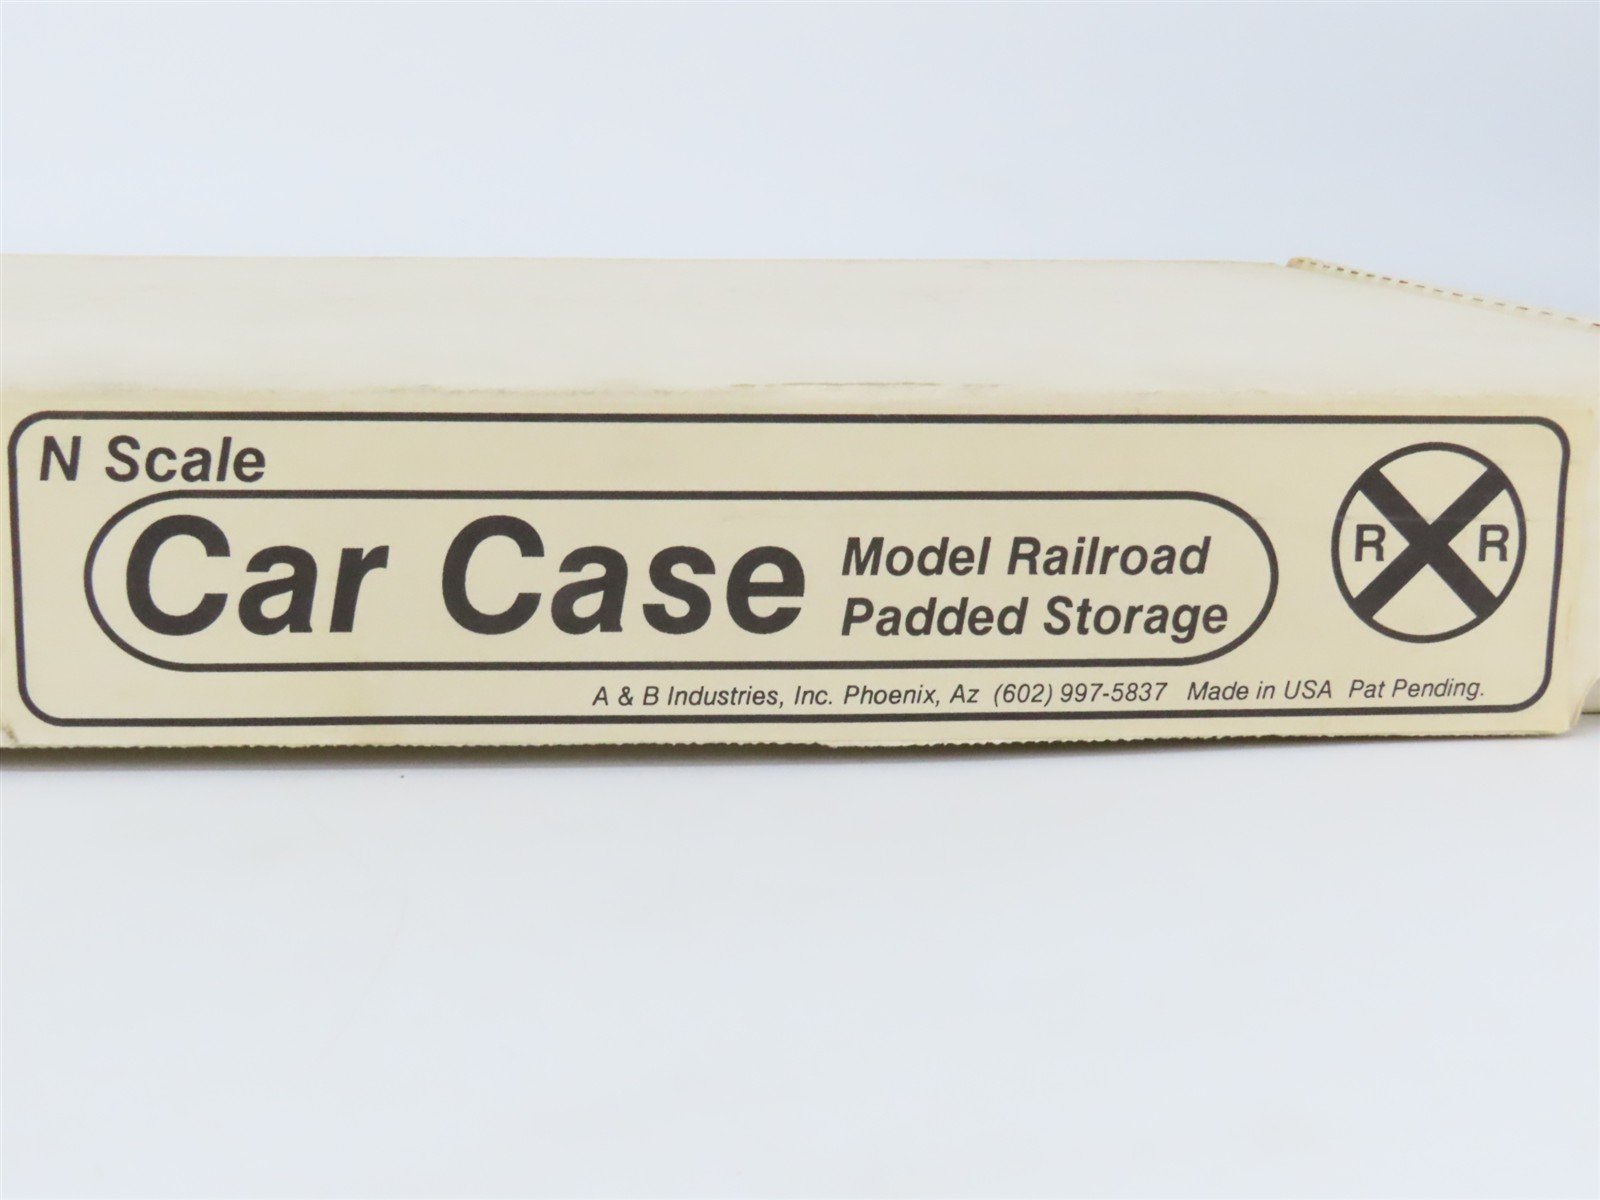 N Scale
Car Case
Model Railroad
Padded Storage
R R
A & B Industries, Inc. Phoenix, Az (602) 997-5837 Made in USA Pat Pending.